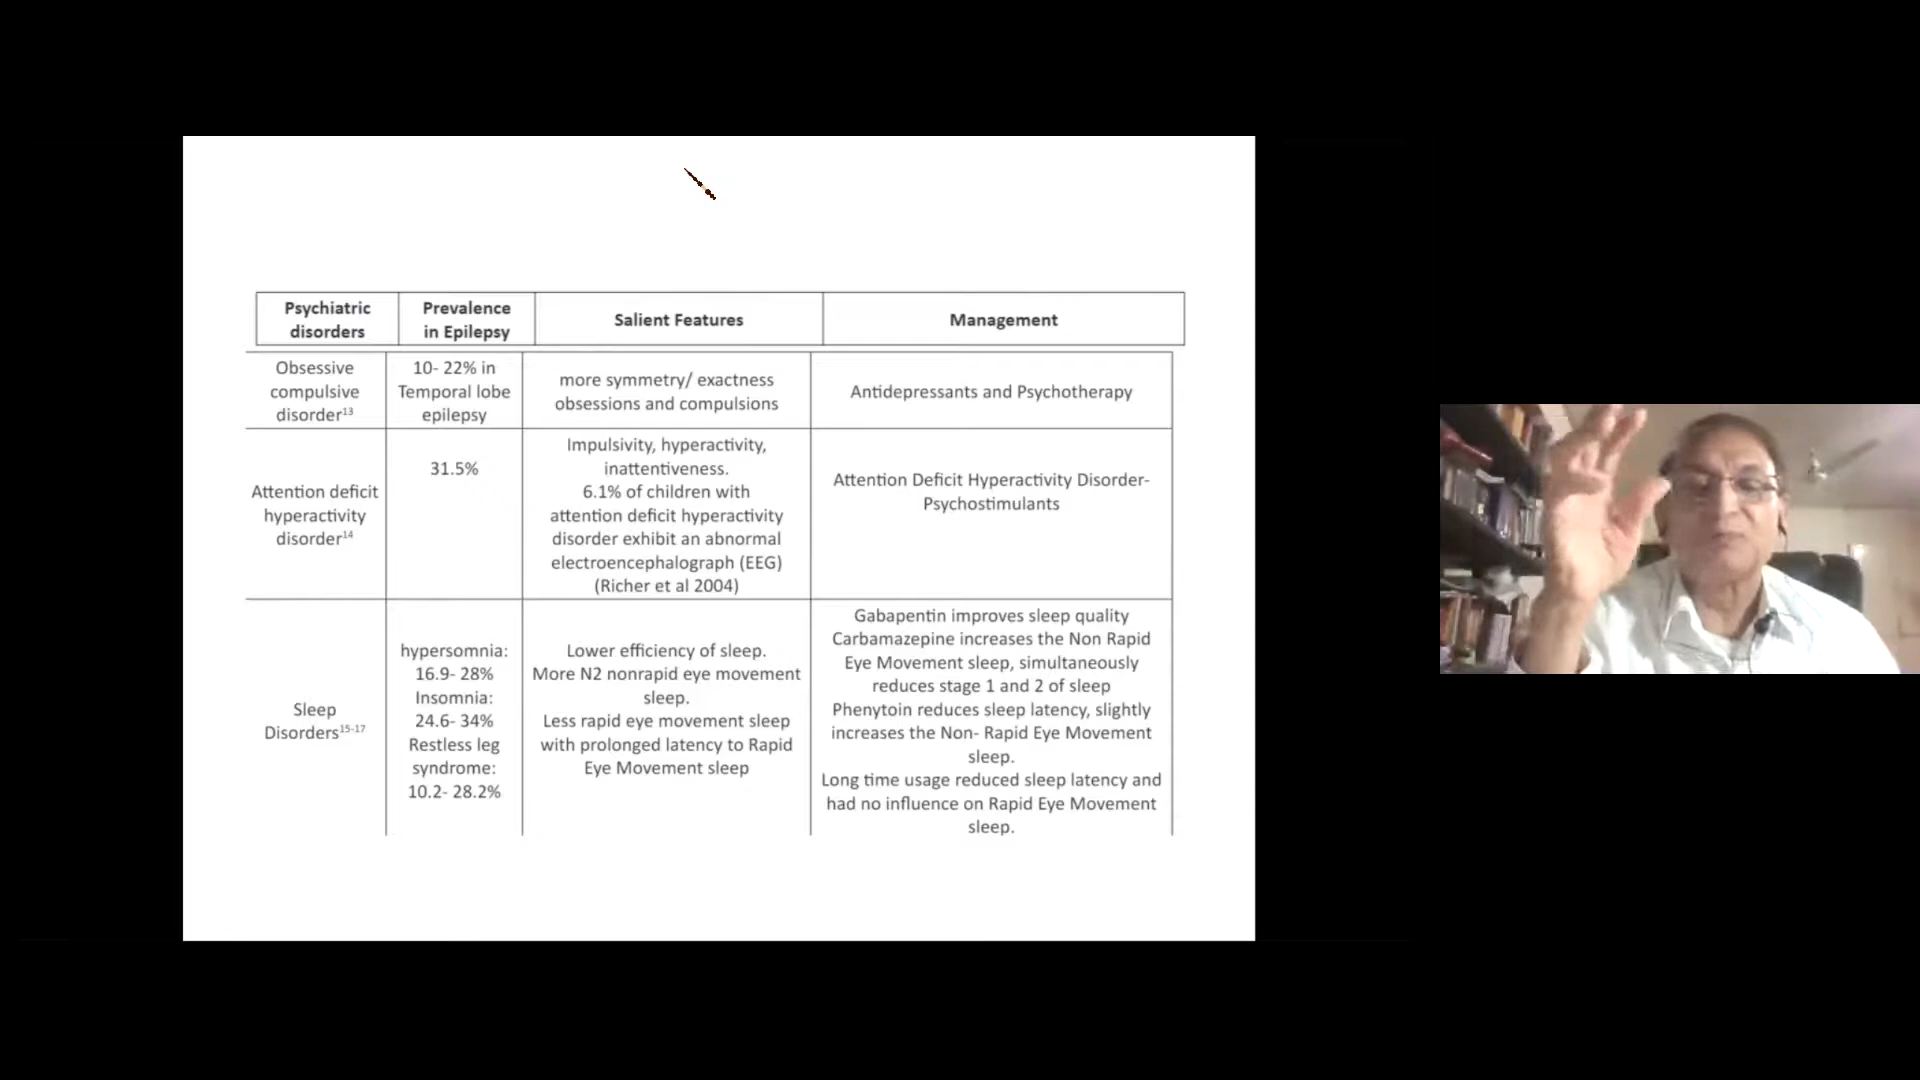 Psychiatric
disorders
Prevalence
in Epilepsy
Salient Features
Management
Obsessive
compulsive
disorder13
10- 22% in
Temporal lobe
epilepsy
more symmetry/ exactness
obsessions and compulsions
Antidepressants and Psychotherapy
Attention deficit
hyperactivity
disorder14
31.5%
Impulsivity, hyperactivity,
inattentiveness.
6.1% of children with
attention deficit hyperactivity
disorder exhibit an abnormal
electroencephalograph (EEG)
(Richer et al 2004)
Attention Deficit Hyperactivity Disorder-
Psychostimulants
Sleep
Disorders15-17
hypersomnia:
16.9- 28%
Insomnia:
24.6- 34%
Restless leg
syndrome:
10.2- 28.2%
Lower efficiency of sleep.
More N2 nonrapid eye movement
sleep.
Less rapid eye movement sleep
with prolonged latency to Rapid
Eye Movement sleep
Gabapentin improves sleep quality
Carbamazepine increases the Non Rapid
Eye Movement sleep, simultaneously
reduces stage 1 and 2 of sleep
Phenytoin reduces sleep latency, slightly
increases the Non- Rapid Eye Movement
sleep.
Long time usage reduced sleep latency and
had no influence on Rapid Eye Movement
sleep.